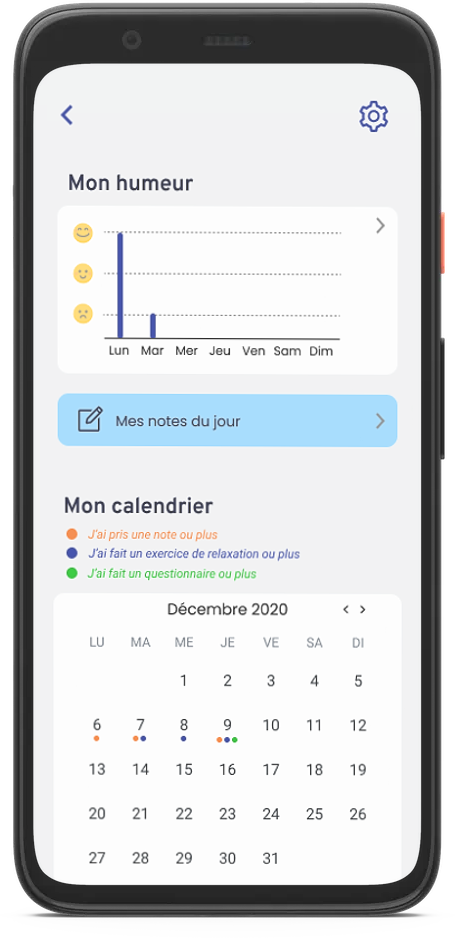 Mon humeur
Lun Mar Mer Jeu Ven Sam Dim
Mes notes du jour
Mon calendrier
J'ai pris une note ou plus
J'ai fait un exercice de relaxation ou plus
J'ai fait un questionnaire ou plus
Décembre 2020 < >
LU MA ME JE VE SA DI
1 2 3 4 5
6 7 8 9 10 11 12
13 14 15 16 17 18 19
20 21 22 23 24 25 26
27 28 29 30 31